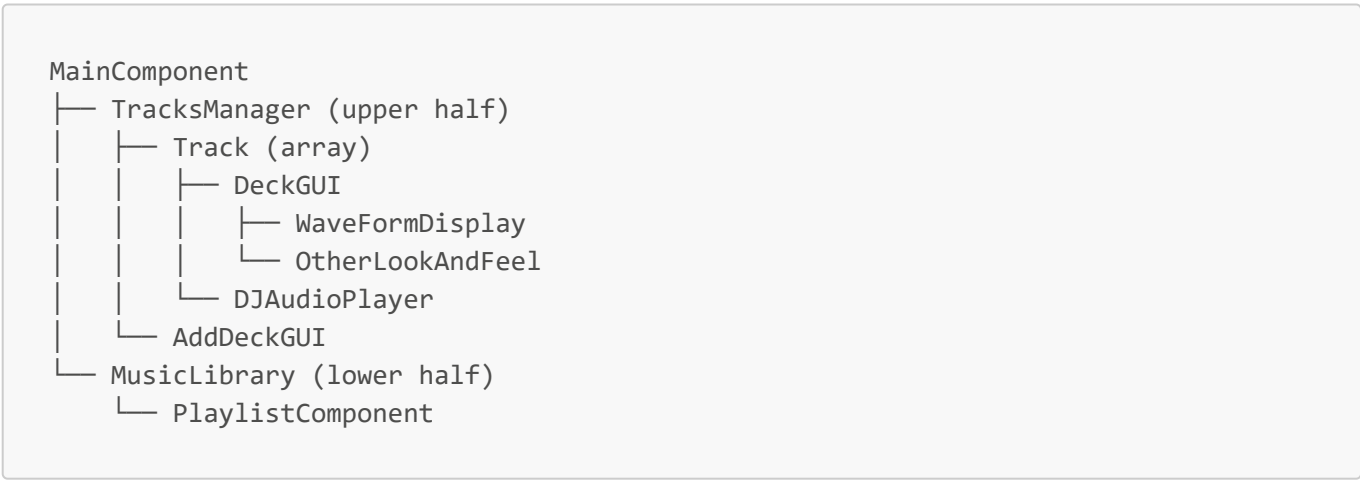 MainComponent
├── TracksManager (upper half)
│   ├── Track (array)
│   │   ├── DeckGUI
│   │   │   ├── WaveFormDisplay
│   │   │   └── OtherLookAndFeel
│   │   └── DJAudioPlayer
│   └── AddDeckGUI
└── MusicLibrary (lower half)
    └── PlaylistComponent